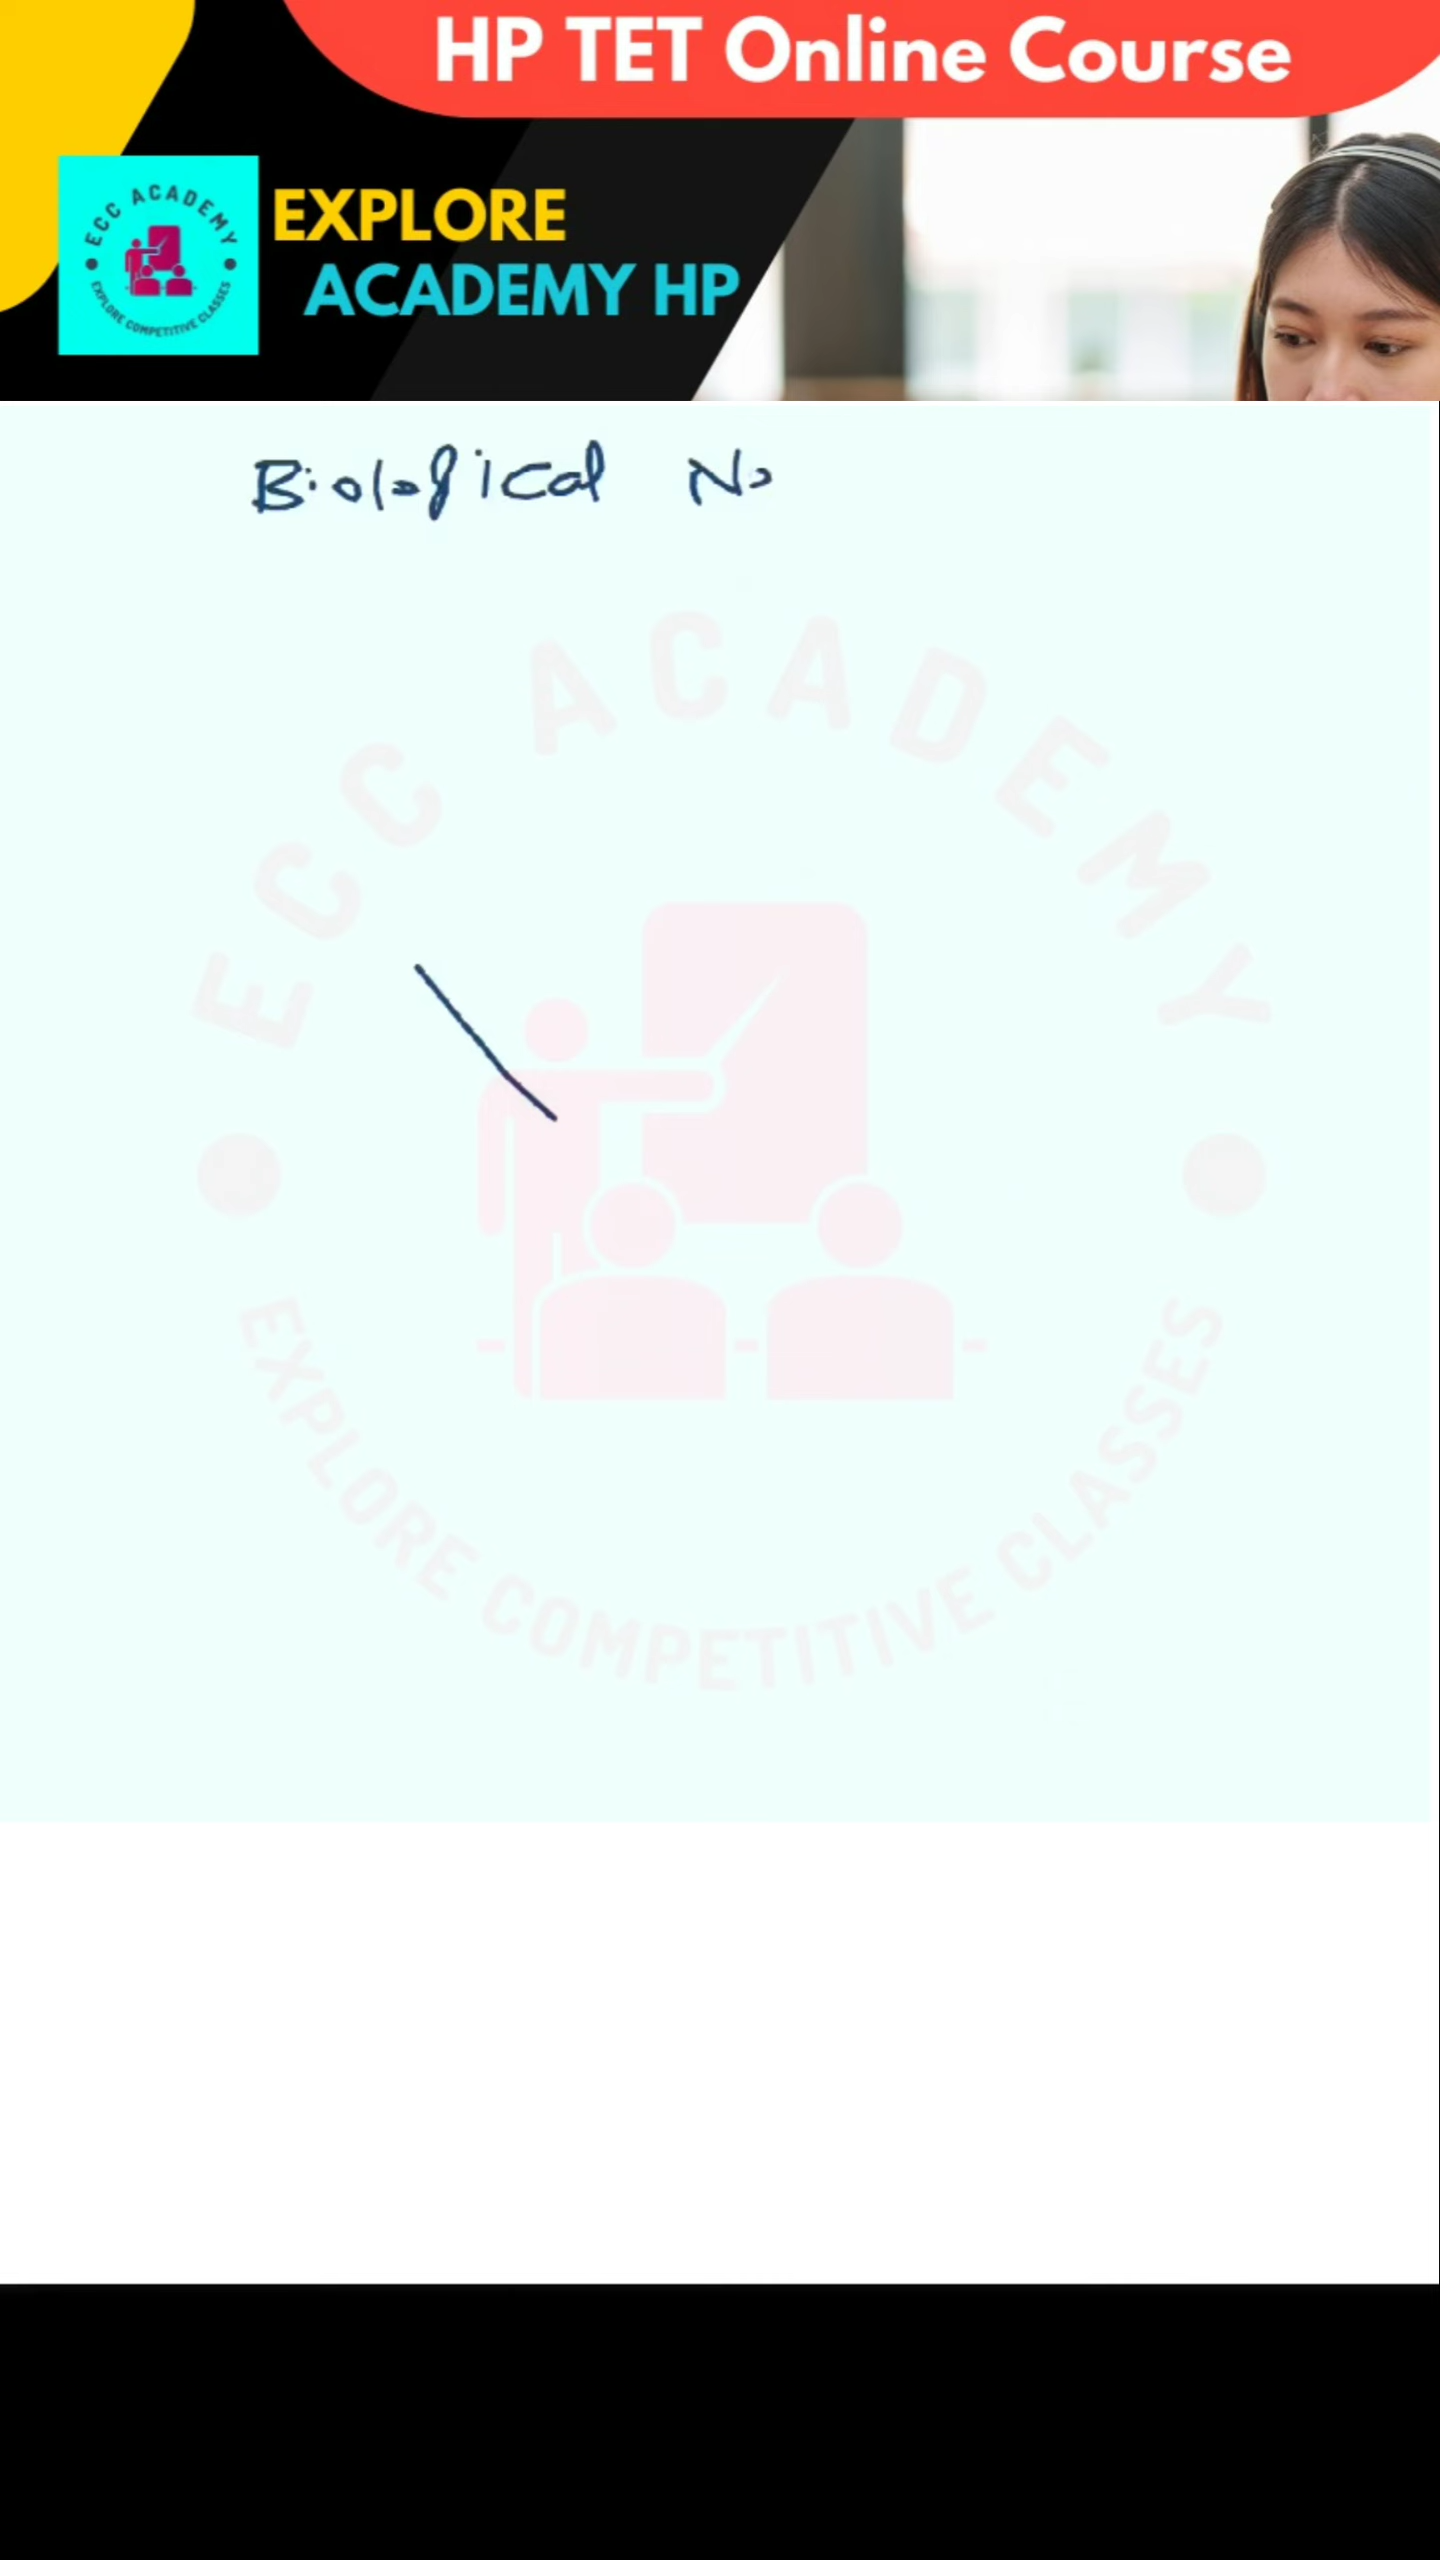 HP TET Online Course
ECC ACADEMY
EXPLORE COMPETITIVE CLASSES
EXPLORE
ACADEMY HP
Biological No
ECC ACADEMY
EXPLORE COMPETITIVE CLASSES